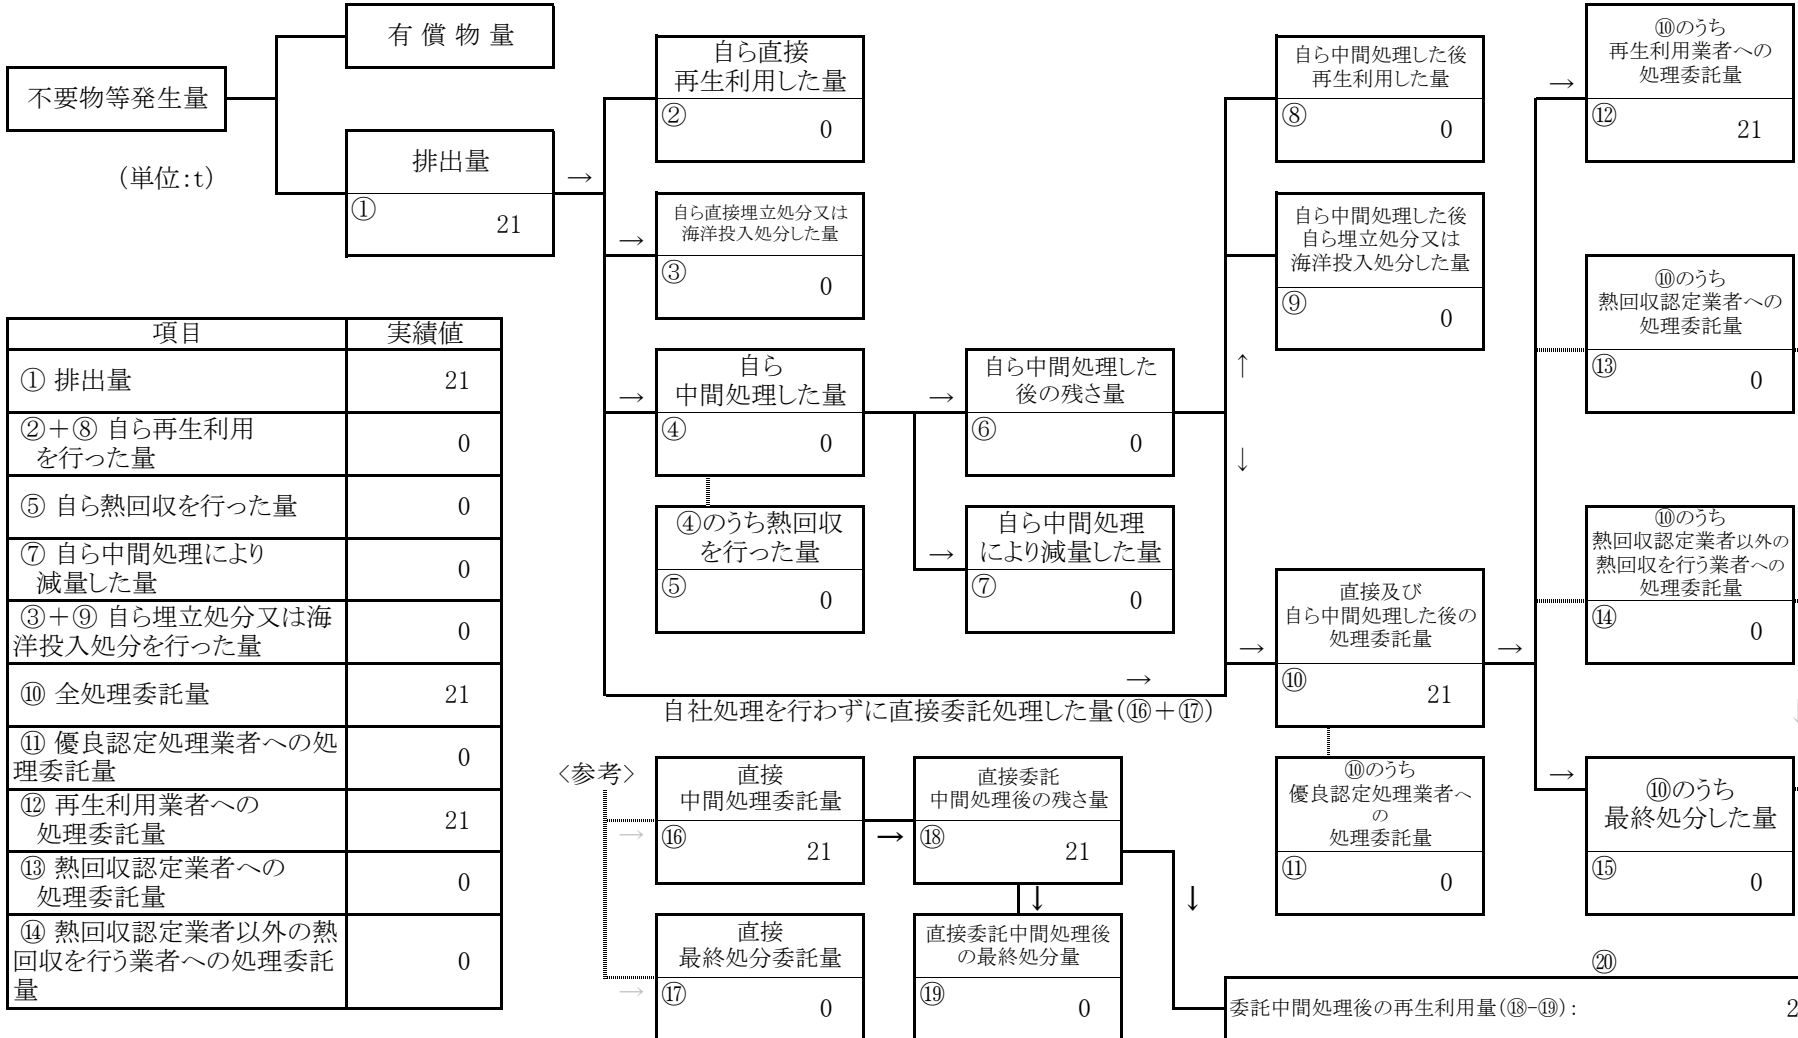 不要物等発生量
(単位:t)
有 償 物 量
排出量
①
21
→
自ら直接
再生利用した量
②
0
自ら直接埋立処分又は
海洋投入処分した量
→
③
0
自ら
中間処理した量
→
④
0
④のうち熱回収
を行った量
⑤
0
→
自ら中間処理した
後の残さ量
⑥
0
→
自ら中間処理
により減量した量
⑦
0
自ら中間処理した後
再生利用した量
⑧
0
自ら中間処理した後
自ら埋立処分又は
海洋投入処分した量
⑨
0
↑
↓
直接及び
自ら中間処理した後の
処理委託量
→
→
⑩
21
→
自社処理を行わずに直接委託処理した量(⑯+⑰)
⑩のうち
優良認定処理業者へ
の
処理委託量
⑪
0
→
⑩のうち
再生利用業者への
処理委託量
⑫
21
⑩のうち
熱回収認定業者への
処理委託量
⑬
0
⑩のうち
熱回収認定業者以外の
熱回収を行う業者への
処理委託量
⑭
0
→
⑩のうち
最終処分した量
⑮
0
項目 実績値
① 排出量 21
②+⑧ 自ら再生利用
を行った量 0
⑤ 自ら熱回収を行った量 0
⑦ 自ら中間処理により
減量した量 0
③+⑨ 自ら埋立処分又は海
洋投入処分を行った量 0
⑩ 全処理委託量 21
⑪ 優良認定処理業者への処
理委託量 0
⑫ 再生利用業者への
処理委託量 21
⑬ 熱回収認定業者への
処理委託量 0
⑭ 熱回収認定業者以外の熱
回収を行う業者への処理委託
量 0
<参考>
直接
中間処理委託量
→
⑯
21
→
直接委託
中間処理後の残さ量
⑱
21
↓
↓
直接
最終処分委託量
→
⑰
0
直接委託中間処理後
の最終処分量
⑲
0
⑳
委託中間処理後の再生利用量(⑱-⑲):